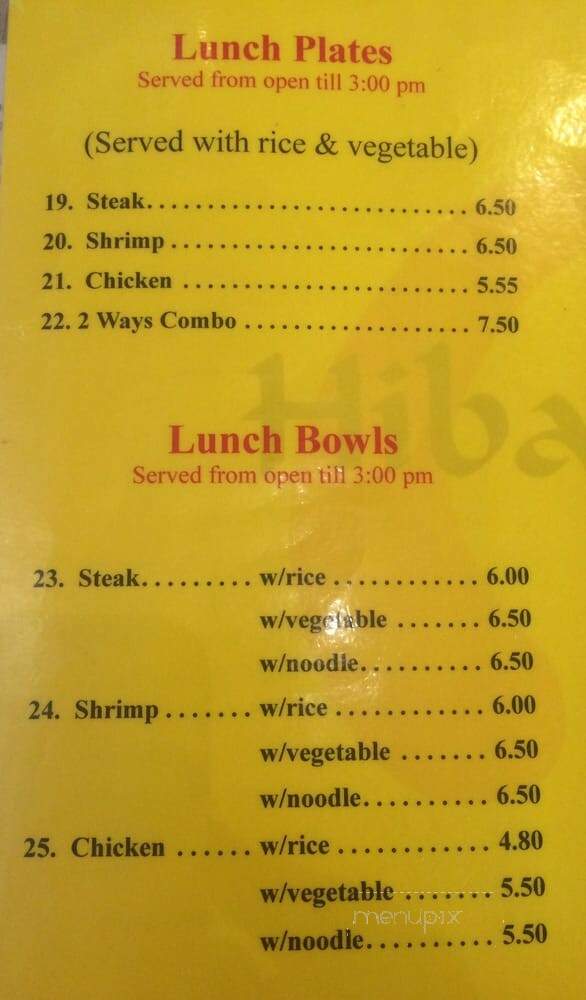 Lunch Plates
Served from open till 3:00 pm
(Served with rice & vegetable)
19. Steak.......................... 6.50
20. Shrimp ......................... 6.50
21. Chicken ........................ 5.55
22. 2 Ways Combo ................... 7.50
Hiba
Lunch Bowls
Served from open till 3:00 pm
23. Steak......... w/rice ............ 6.00
w/vegetable ....... 6.50
w/noodle.......... 6.50
24. Shrimp ....... w/rice ............ 6.00
w/vegetable ....... 6.50
w/noodle.......... 6.50
25. Chicken ...... w/rice ............ 4.80
w/vegetable ....... 5.50
menupix
w/noodle.......... 5.50